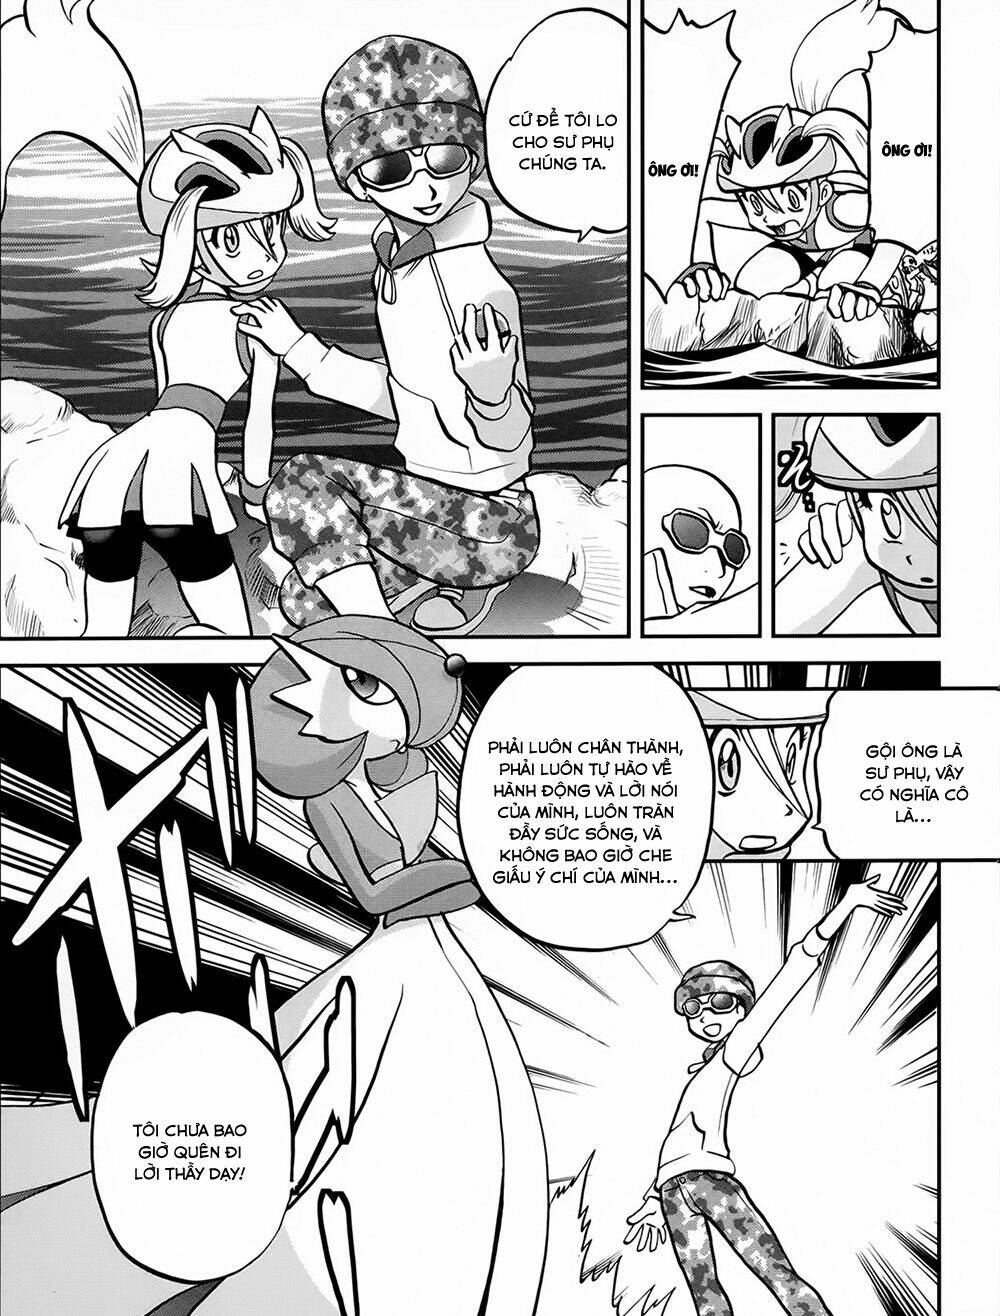 ÔNG ƠI!
ÔNG ƠI!
CỨ ĐỂ TÔI LO
CHO SƯ PHỤ
CHÚNG TA.
GỘI ÔNG LÀ
SƯ PHỤ, VẬY
CÓ NGHĨA CÔ
LÀ...
PHẢI LUÔN CHÂN THÀNH,
PHẢI LUÔN TỰ HÀO VỀ
HÀNH ĐỘNG VÀ LỜI NÓI
CỦA MÌNH, LUÔN TRÀN
ĐẦY SỨC SỐNG, VÀ
KHÔNG BAO GIỜ CHE
GIẤU Ý CHÍ CỦA MÌNH...
TÔI CHƯA BAO
GIỜ QUÊN ĐI
LỜI THẦY DẠY!